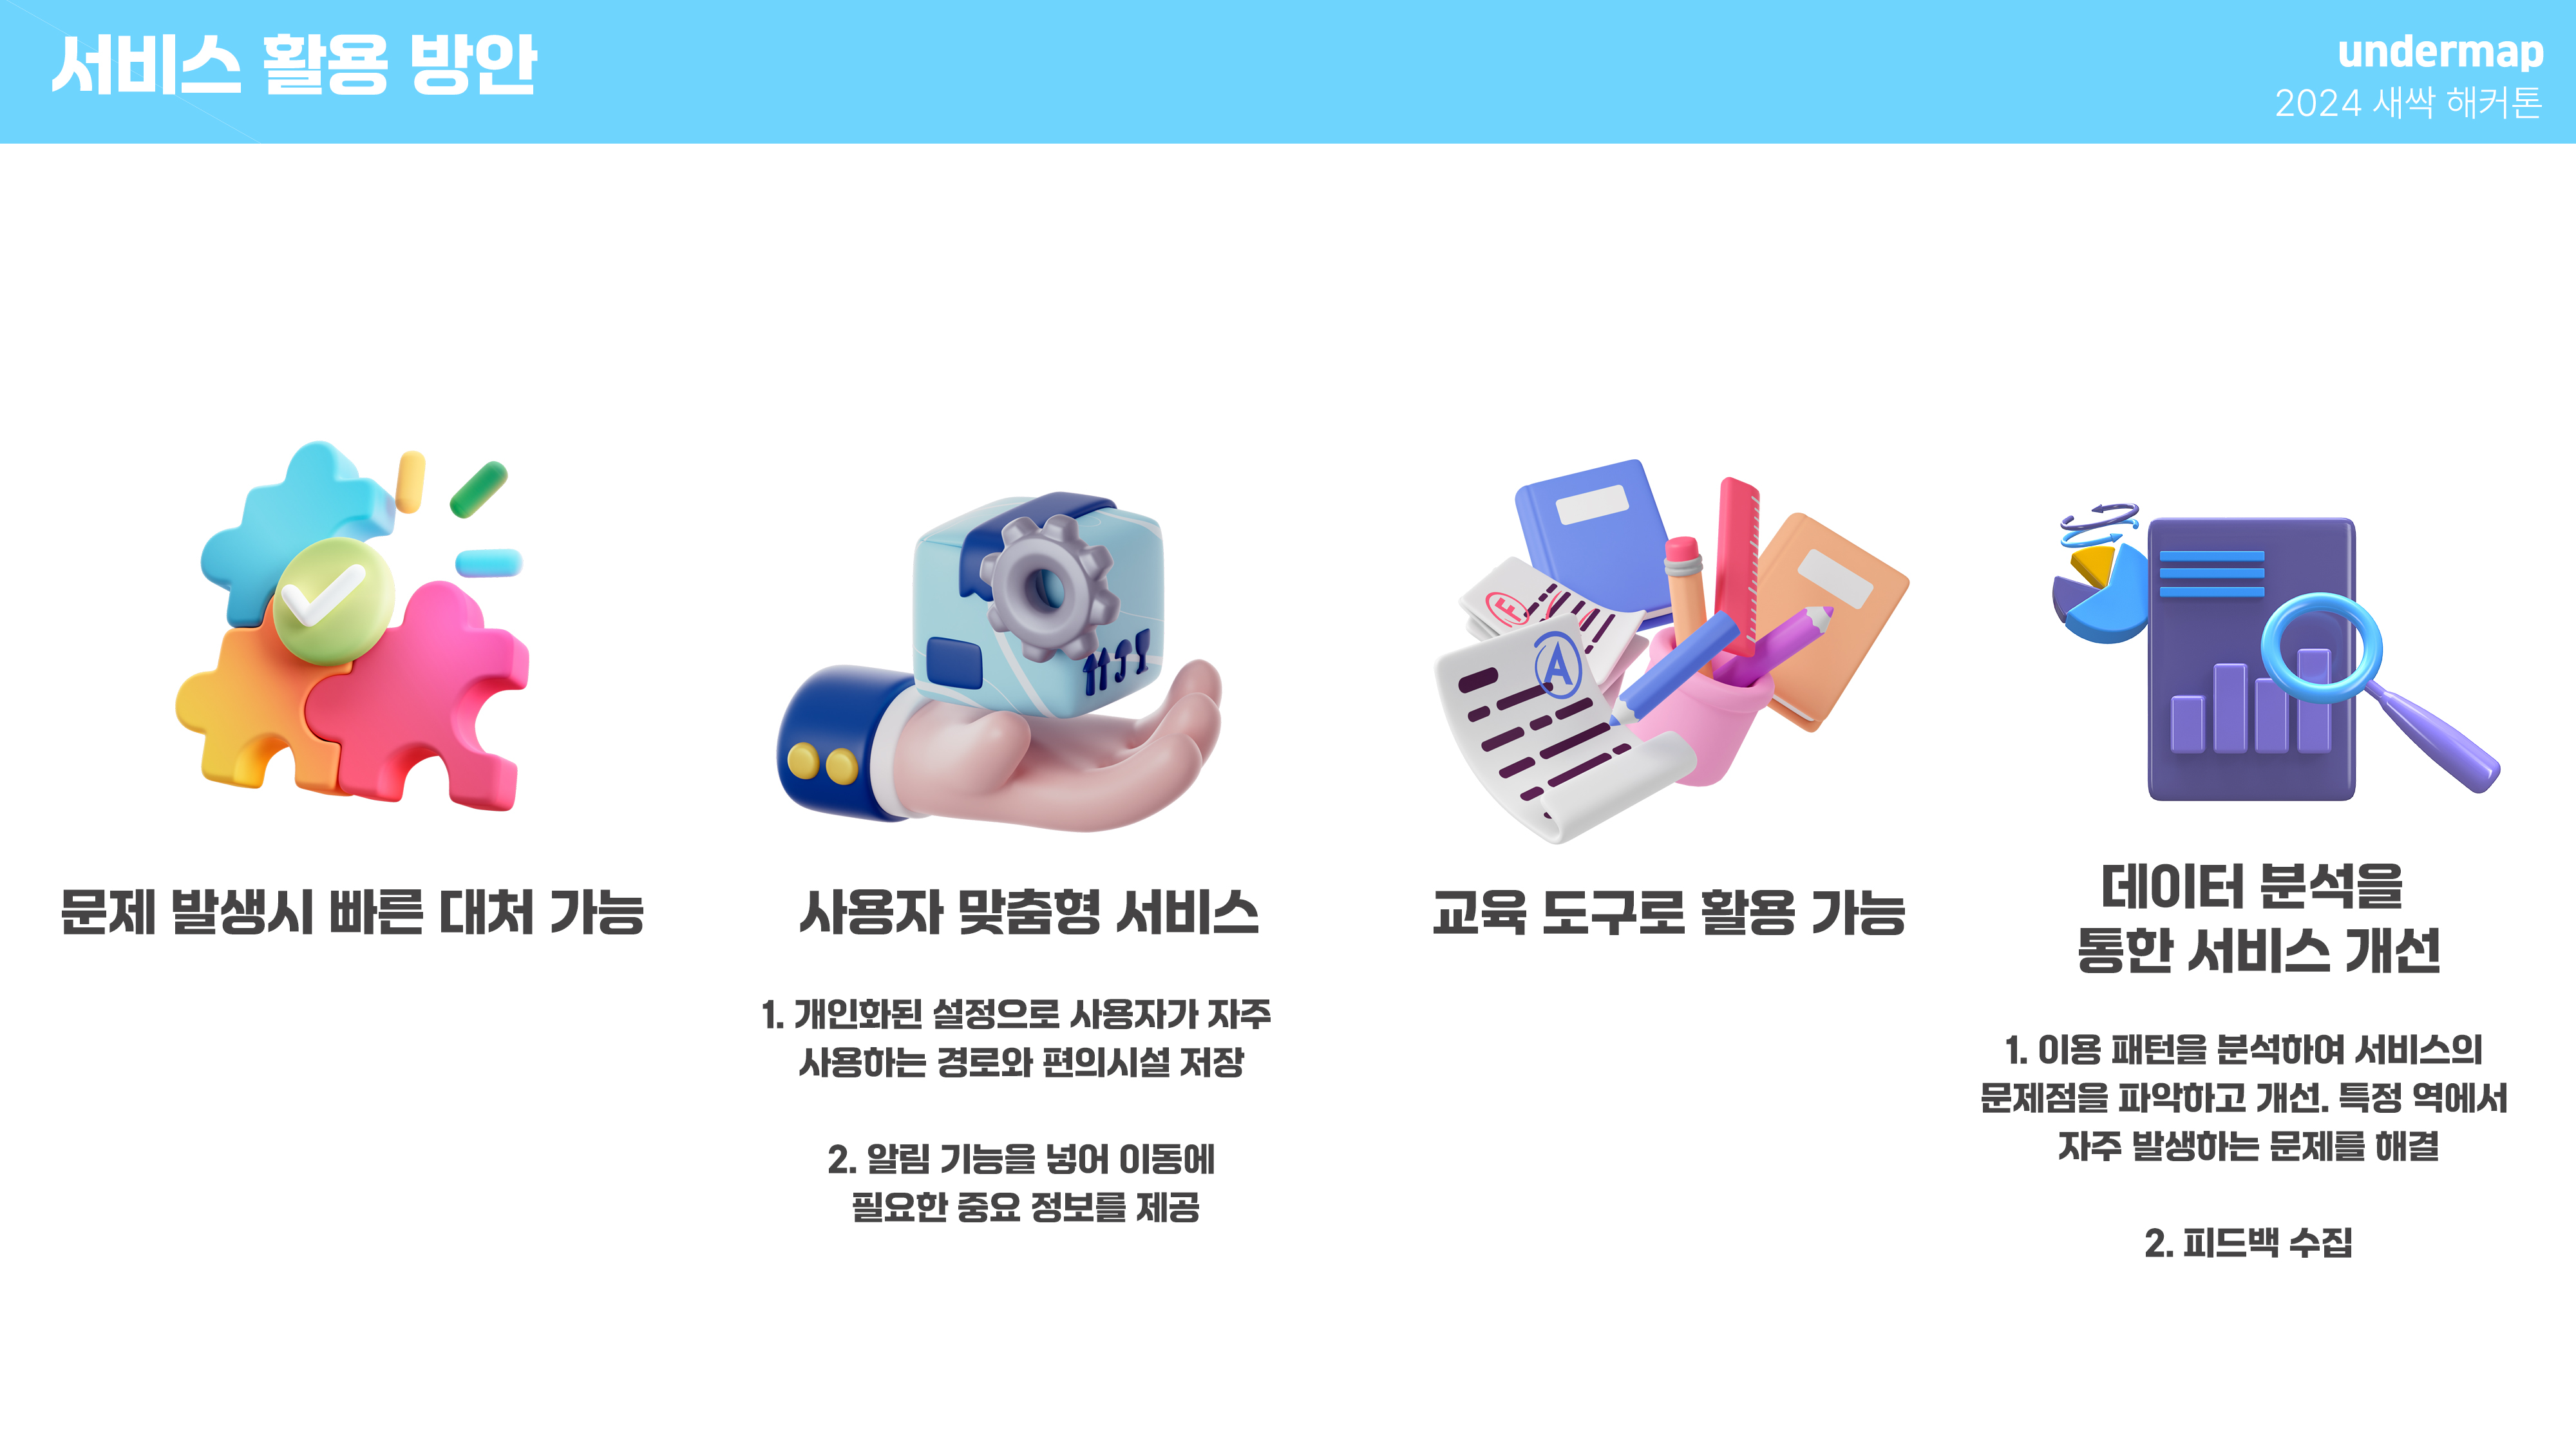 서비스 활용 방안
undermap
2024 새싹 해커톤
F
A
문제 발생시 빠른 대처 가능
사용자 맞춤형 서비스
1. 개인화된 설정으로 사용자가 자주
사용하는 경로와 편의시설 저장
2. 알림 기능을 넣어 이동에
필요한 중요 정보를 제공
교육 도구로 활용 가능
데이터 분석을
통한 서비스 개선
1. 이용 패턴을 분석하여 서비스의
문제점을 파악하고 개선. 특정 역에서
자주 발생하는 문제를 해결
2. 피드백 수집